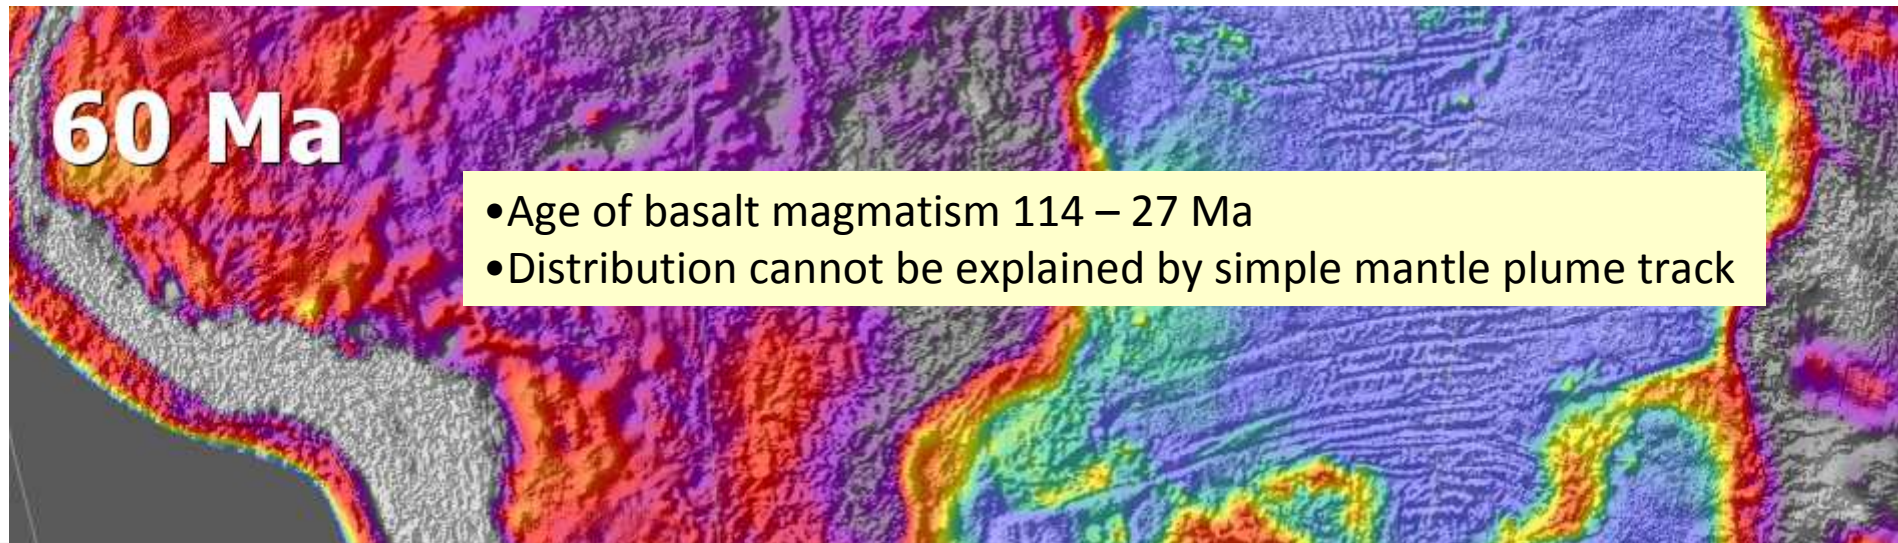 60 Ma
•Age of basalt magmatism 114 – 27 Ma
•Distribution cannot be explained by simple mantle plume track